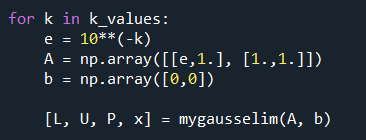 for k in k_values:
    e = 10**(-k)
    A = np.array([[e,1.], [1.,1.]])
    b = np.array([0,0])

    [L, U, P, x] = mygausselim(A, b)